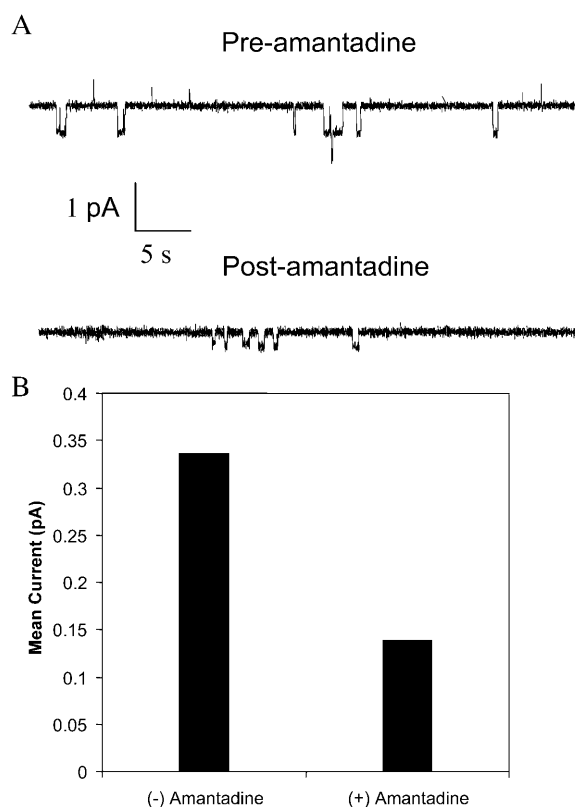 A
Pre-amantadine
1 pA
5 s
Post-amantadine
B
0.4
0.35
0.3
0.25
0.2
0.15
0.1
0.05
0
Mean Current (pA)
(-) Amantadine
(+) Amantadine